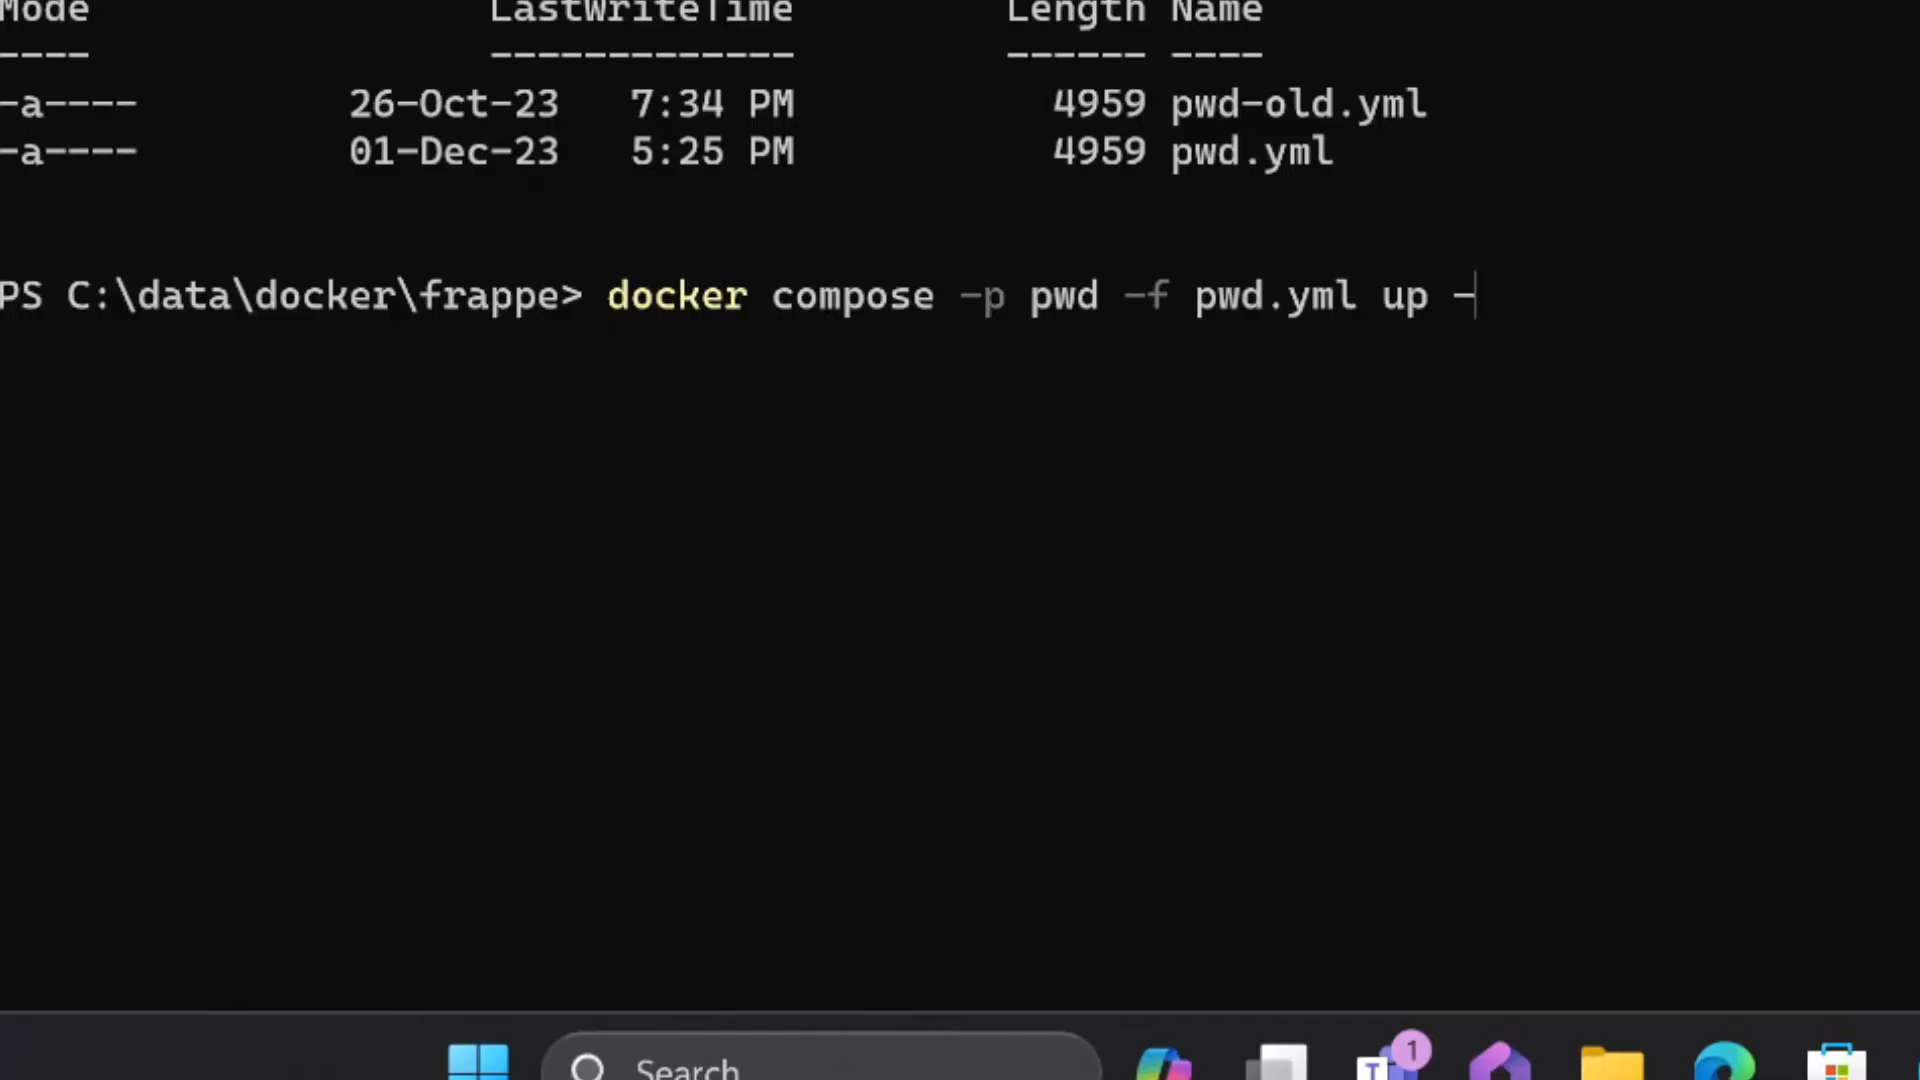 Mode LastWriteTime Length Name
---- ------------- ------ ----
-a---- 26-Oct-23 7:34 PM 4959 pwd-old.yml
-a---- 01-Dec-23 5:25 PM 4959 pwd.yml
PS C:\data\docker\frappe> docker compose -p pwd -f pwd.yml up -
Search
1
T